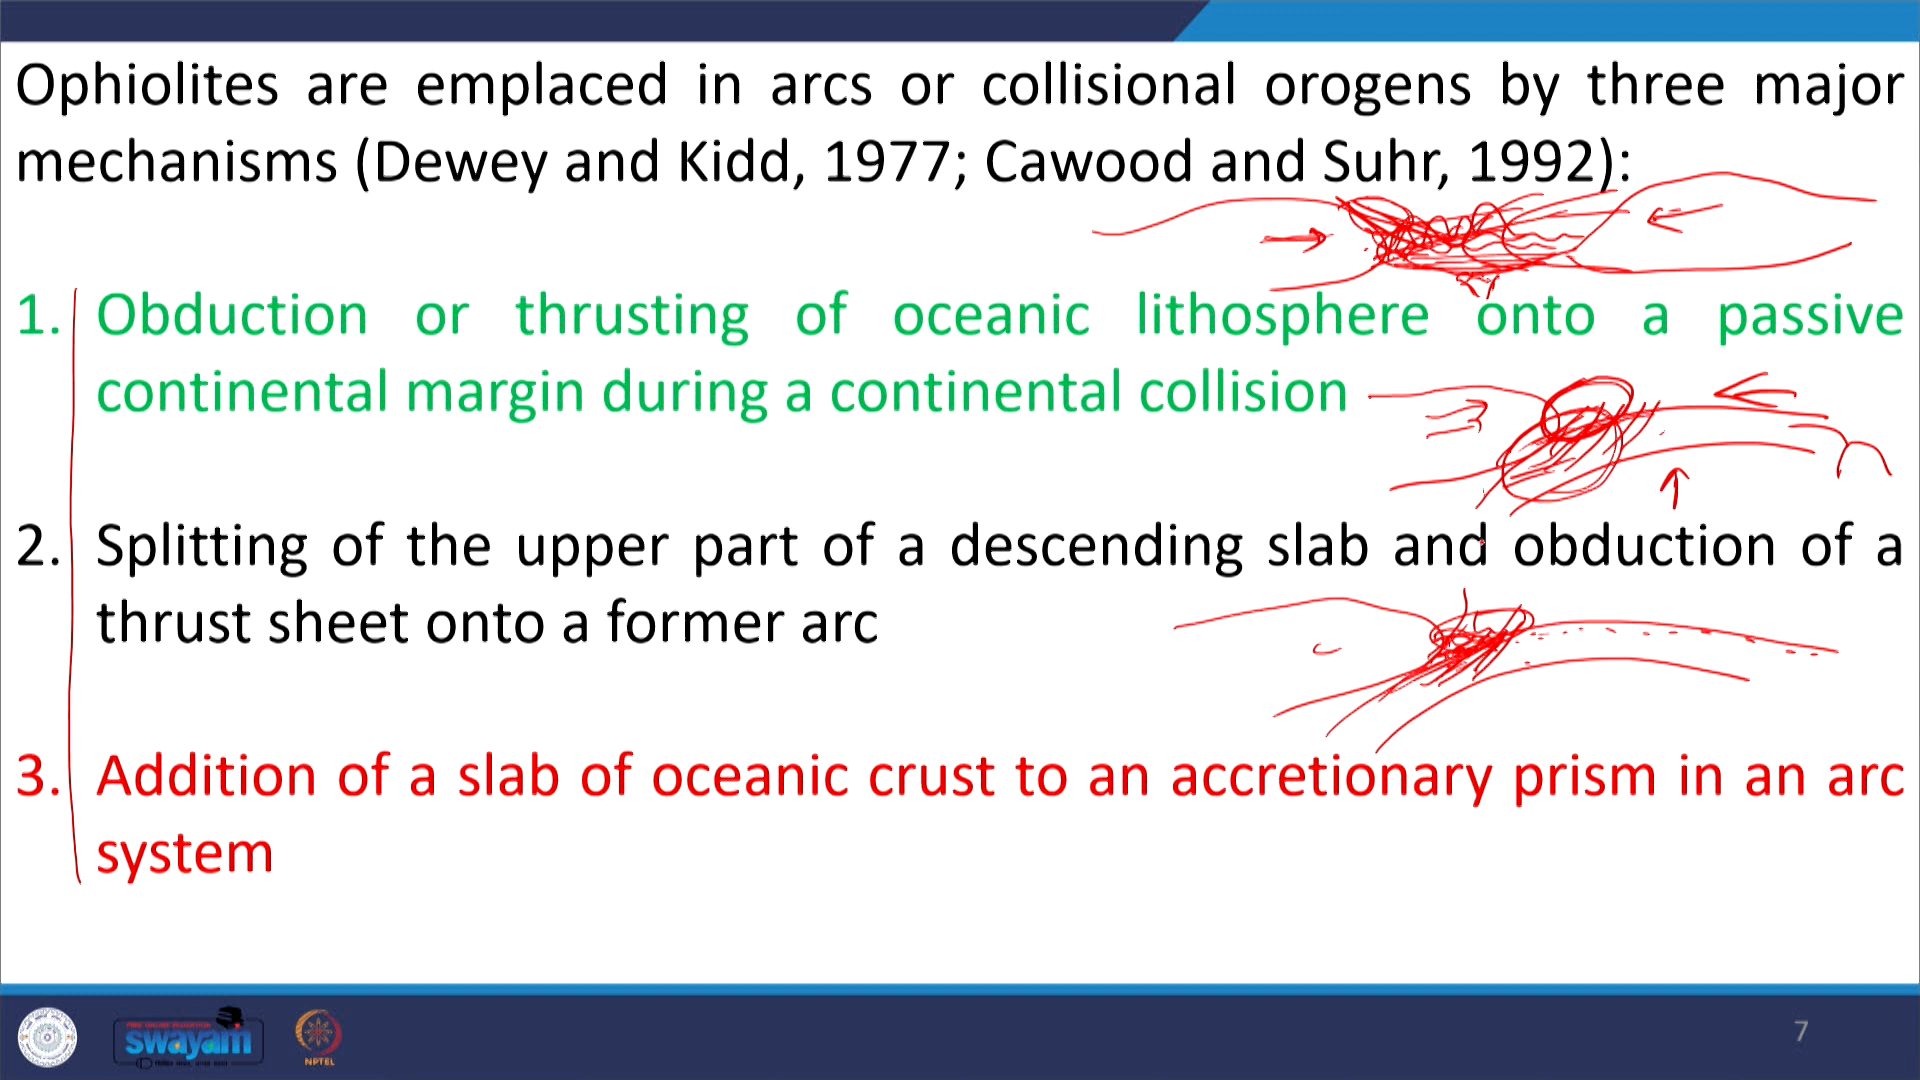 Ophiolites are emplaced in arcs or collisional orogens by three major
mechanisms (Dewey and Kidd, 1977; Cawood and Suhr, 1992):
1. Obduction or thrusting of oceanic lithosphere onto a passive
continental margin during a continental collision
2. Splitting of the upper part of a descending slab and obduction of a
thrust sheet onto a former arc
3. Addition of a slab of oceanic crust to an accretionary prism in an arc
system
swayam
NPTEL
7